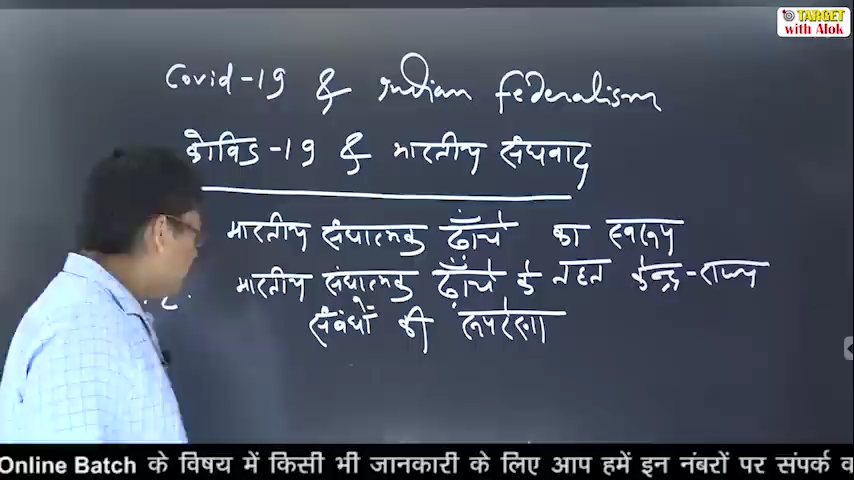 TARGET
with Alok
Covid-19 & Indian federalism
कोविड-19 & भारतीय संघवाद
भारतीय संघात्मक ढाँचे का स्वरूप
2. भारतीय संघात्मक ढाँचे के तहत केन्द्र-राज्य
संबंधों की रूपरेखा
Online Batch के विषय में किसी भी जानकारी के लिए आप हमें इन नंबरों पर संपर्क क